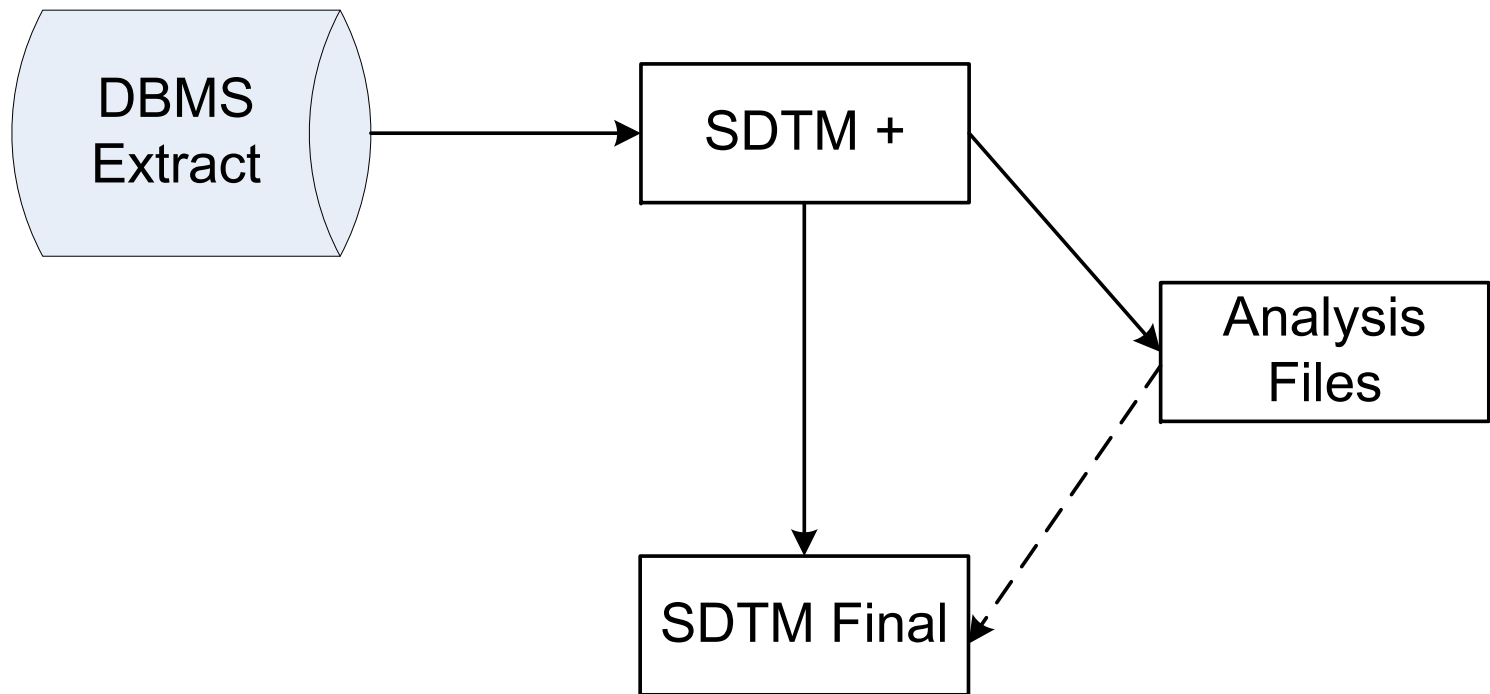 DBMS
Extract
SDTM +
Analysis
Files
SDTM Final